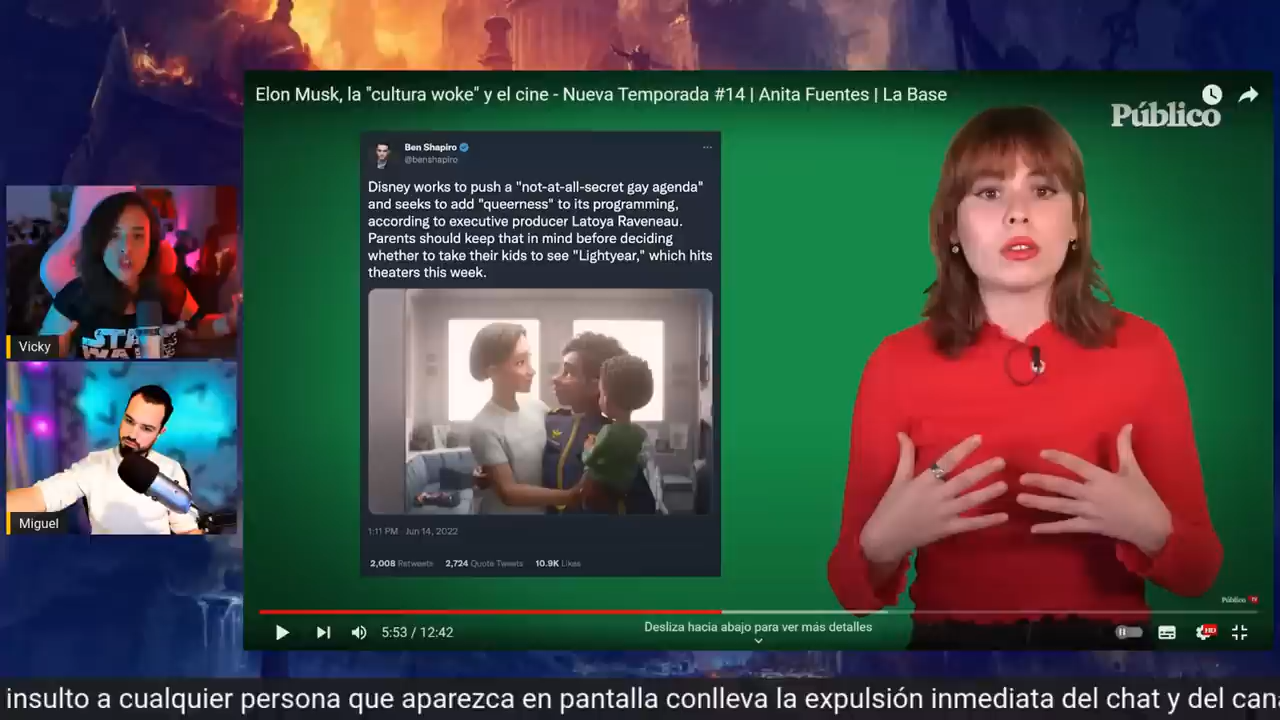 Elon Musk, la "cultura woke" y el cine - Nueva Temporada #14 | Anita Fuentes | La Base
Público
Ben Shapiro
@benshapiro
Disney works to push a "not-at-all-secret gay agenda"
and seeks to add "queerness" to its programming,
according to executive producer Latoya Raveneau.
Parents should keep that in mind before deciding
whether to take their kids to see "Lightyear," which hits
theaters this week.
1:11 PM · Jun 14, 2022
2,008 Retweets 2,724 Quote Tweets 10.9K Likes
STAR
WARS
Vicky
Miguel
Público TV
5:53 / 12:42
Desliza hacia abajo para ver más detalles
HD
insulto a cualquier persona que aparezca en pantalla conlleva la expulsión inmediata del chat y del can